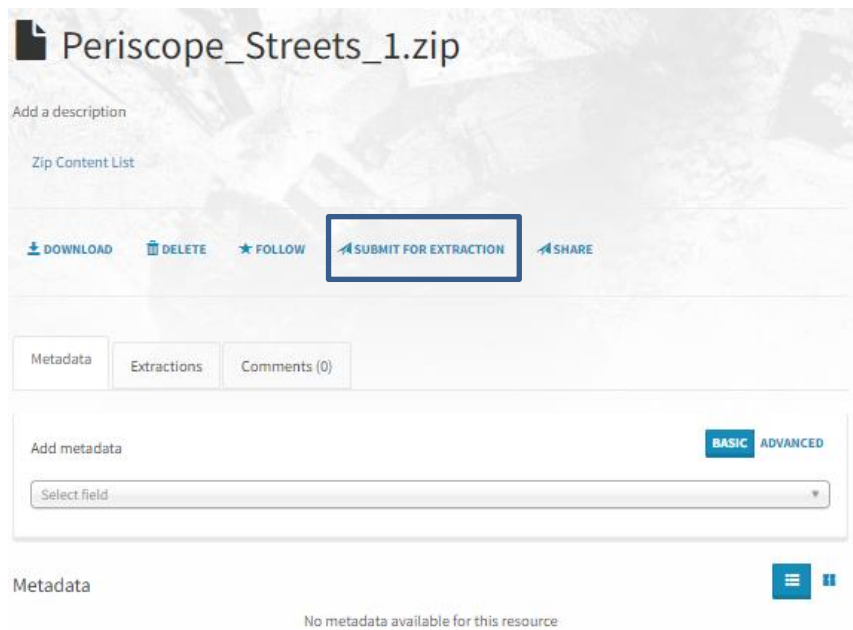 Periscope_Streets_1.zip
Add a description
Zip Content List
DOWNLOAD DELETE FOLLOW SUBMIT FOR EXTRACTION SHARE
Metadata Extractions Comments (0)
Add metadata BASIC ADVANCED
Select field
Metadata
No metadata available for this resource